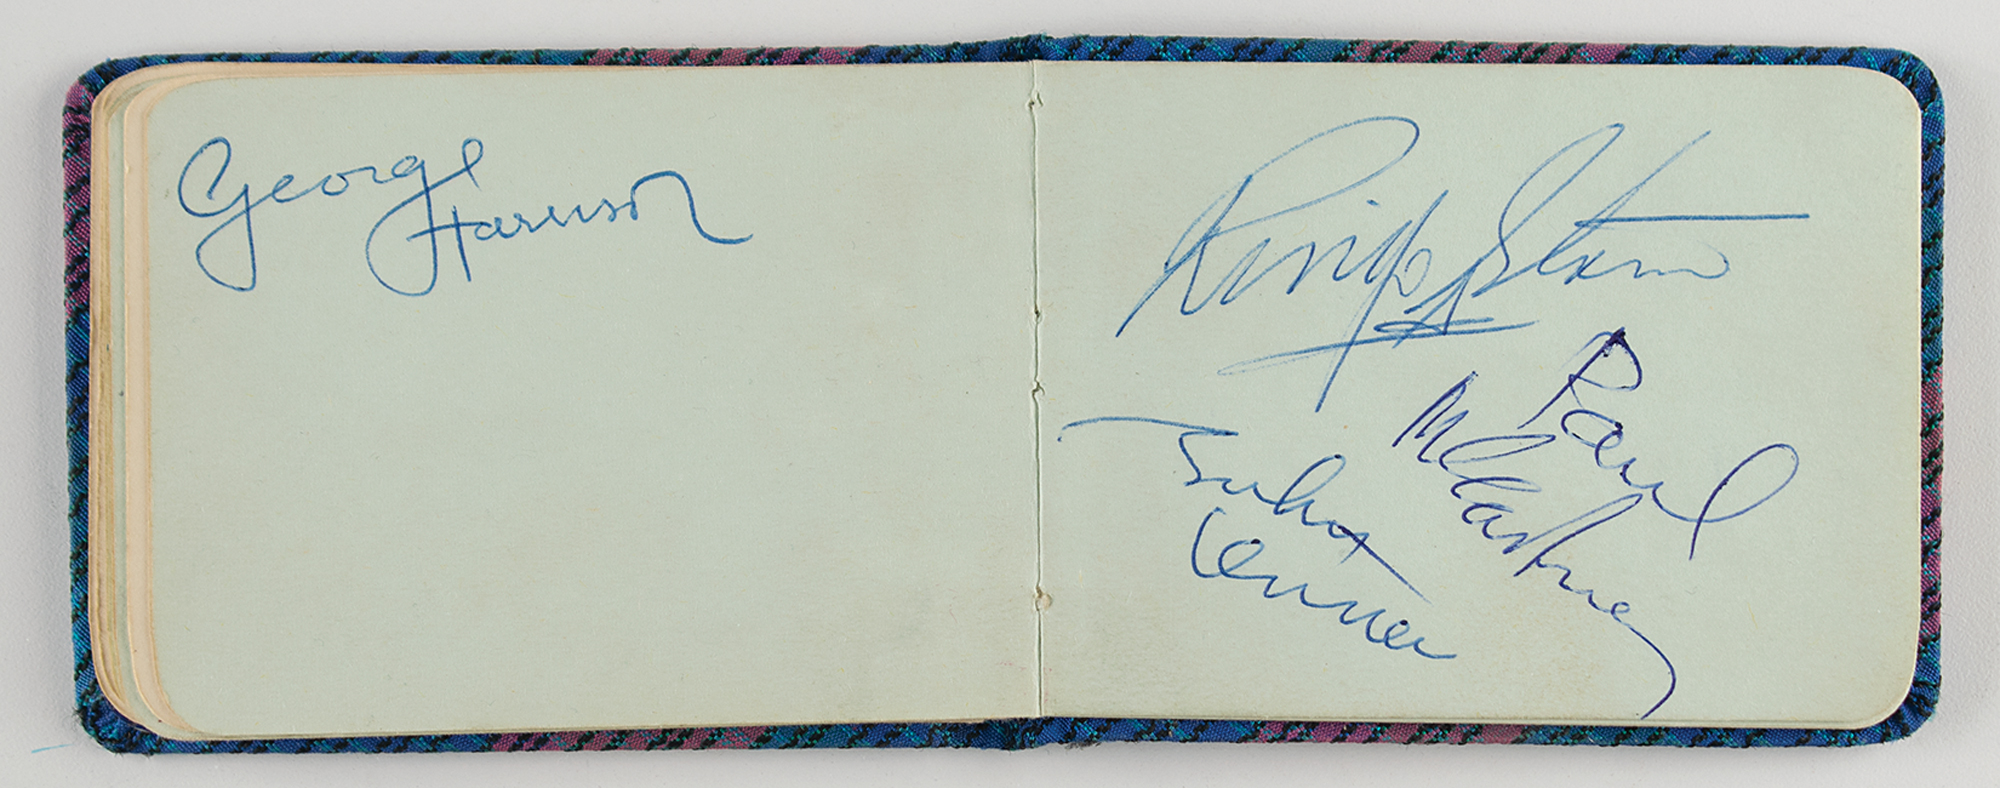 George
Harrison
Ringo Starr
Paul
McCartney
John
Lennon